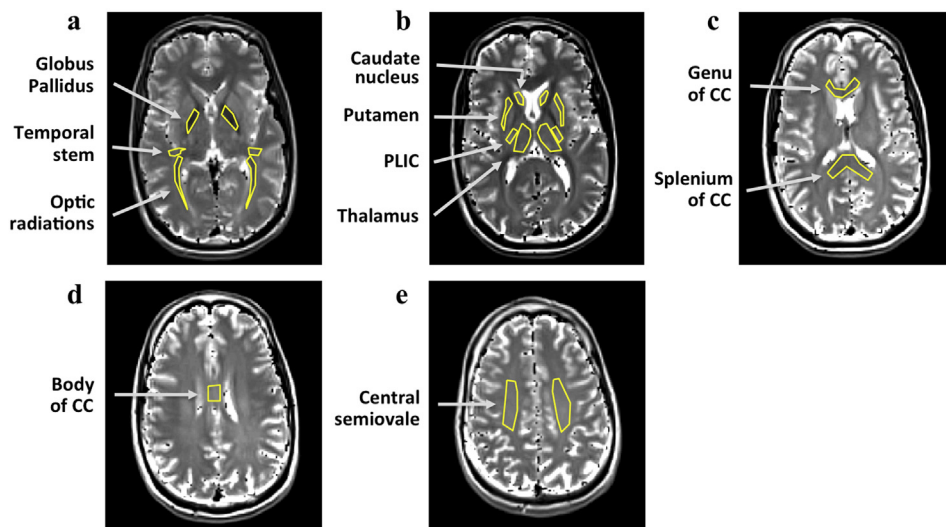 a
Globus
Pallidus
Temporal
stem
Optic
radiations
b
Caudate
nucleus
Putamen
PLIC
Thalamus
c
Genu
of CC
Splenium
of CC
d
Body
of CC
e
Central
semiovale